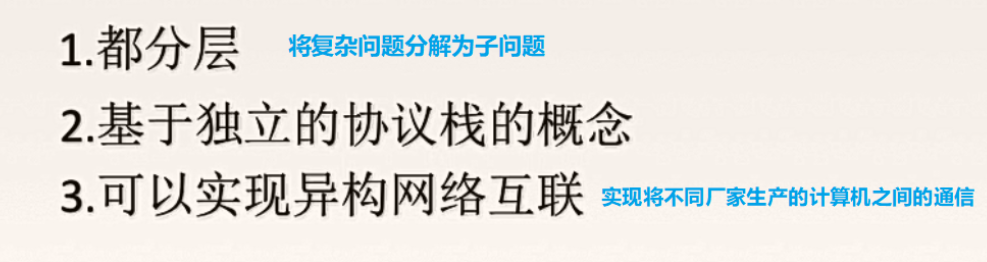 1.都分层 将复杂问题分解为子问题
2.基于独立的协议栈的概念
3.可以实现异构网络互联 实现将不同厂家生产的计算机之间的通信